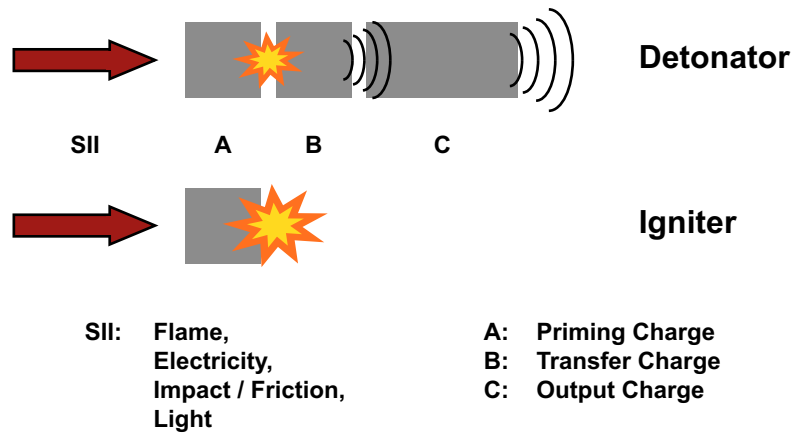 Detonator
SII A B C
Igniter
SII: Flame,
Electricity,
Impact / Friction,
Light
A: Priming Charge
B: Transfer Charge
C: Output Charge